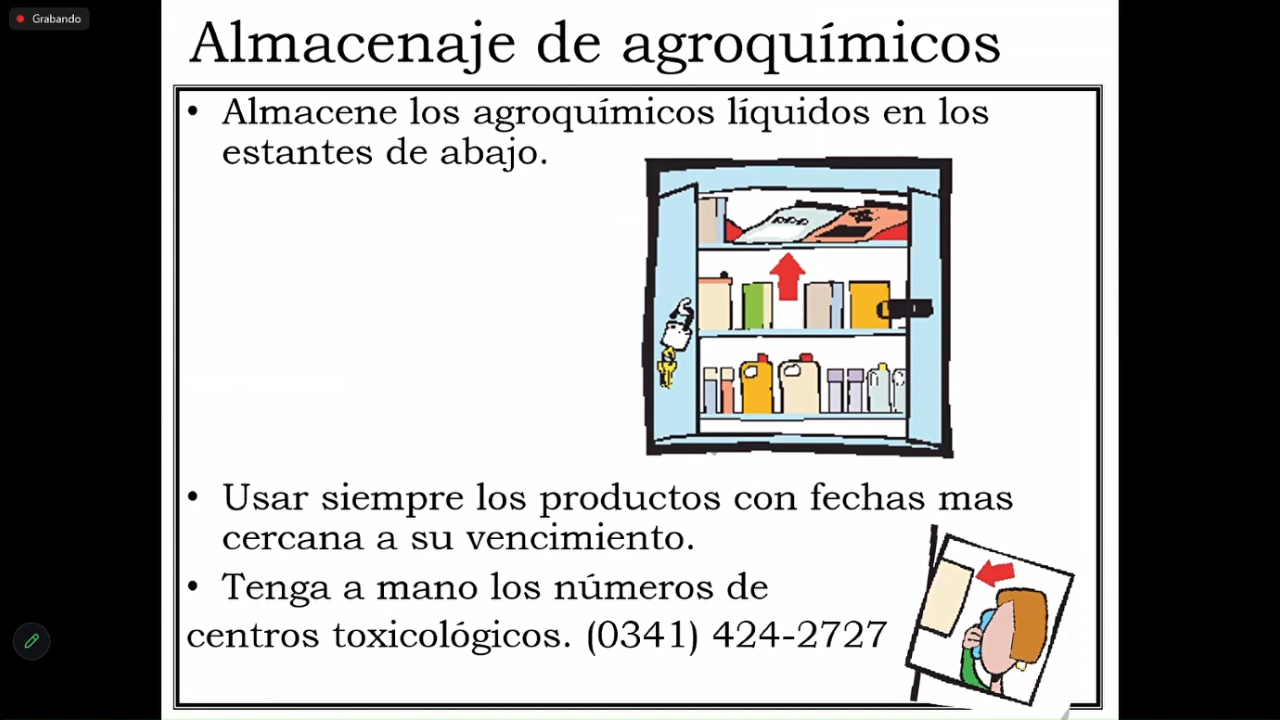 Grabando
Almacenaje de agroquímicos
• Almacene los agroquímicos líquidos en los
estantes de abajo.
• Usar siempre los productos con fechas mas
cercana a su vencimiento.
• Tenga a mano los números de
centros toxicológicos. (0341) 424-2727